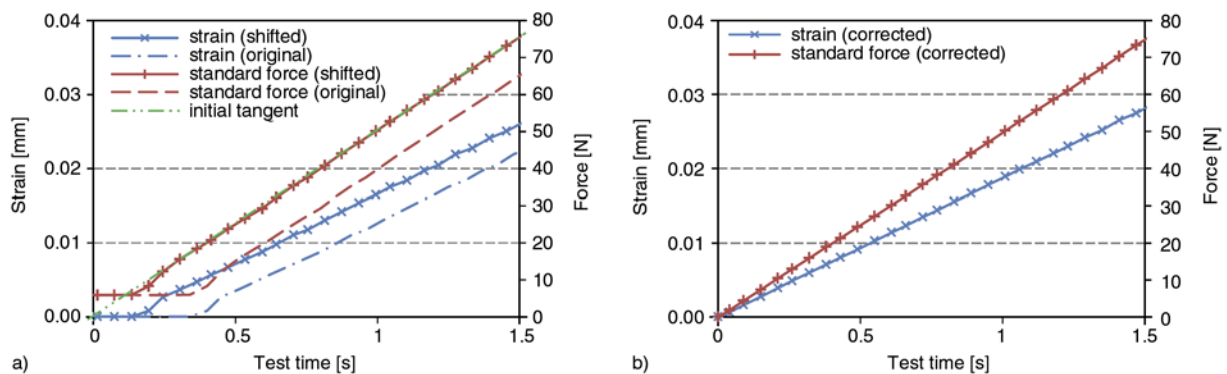 0.04
0.03
0.02
0.01
0.00
Strain [mm]
strain (shifted)
strain (original)
standard force (shifted)
standard force (original)
initial tangent
80
70
60
50
40
30
20
10
0
Force [N]
0
0.5
1
1.5
Test time [s]
a)
0.04
0.03
0.02
0.01
0.00
Strain [mm]
strain (corrected)
standard force (corrected)
80
70
60
50
40
30
20
10
0
Force [N]
0
0.5
1
1.5
Test time [s]
b)